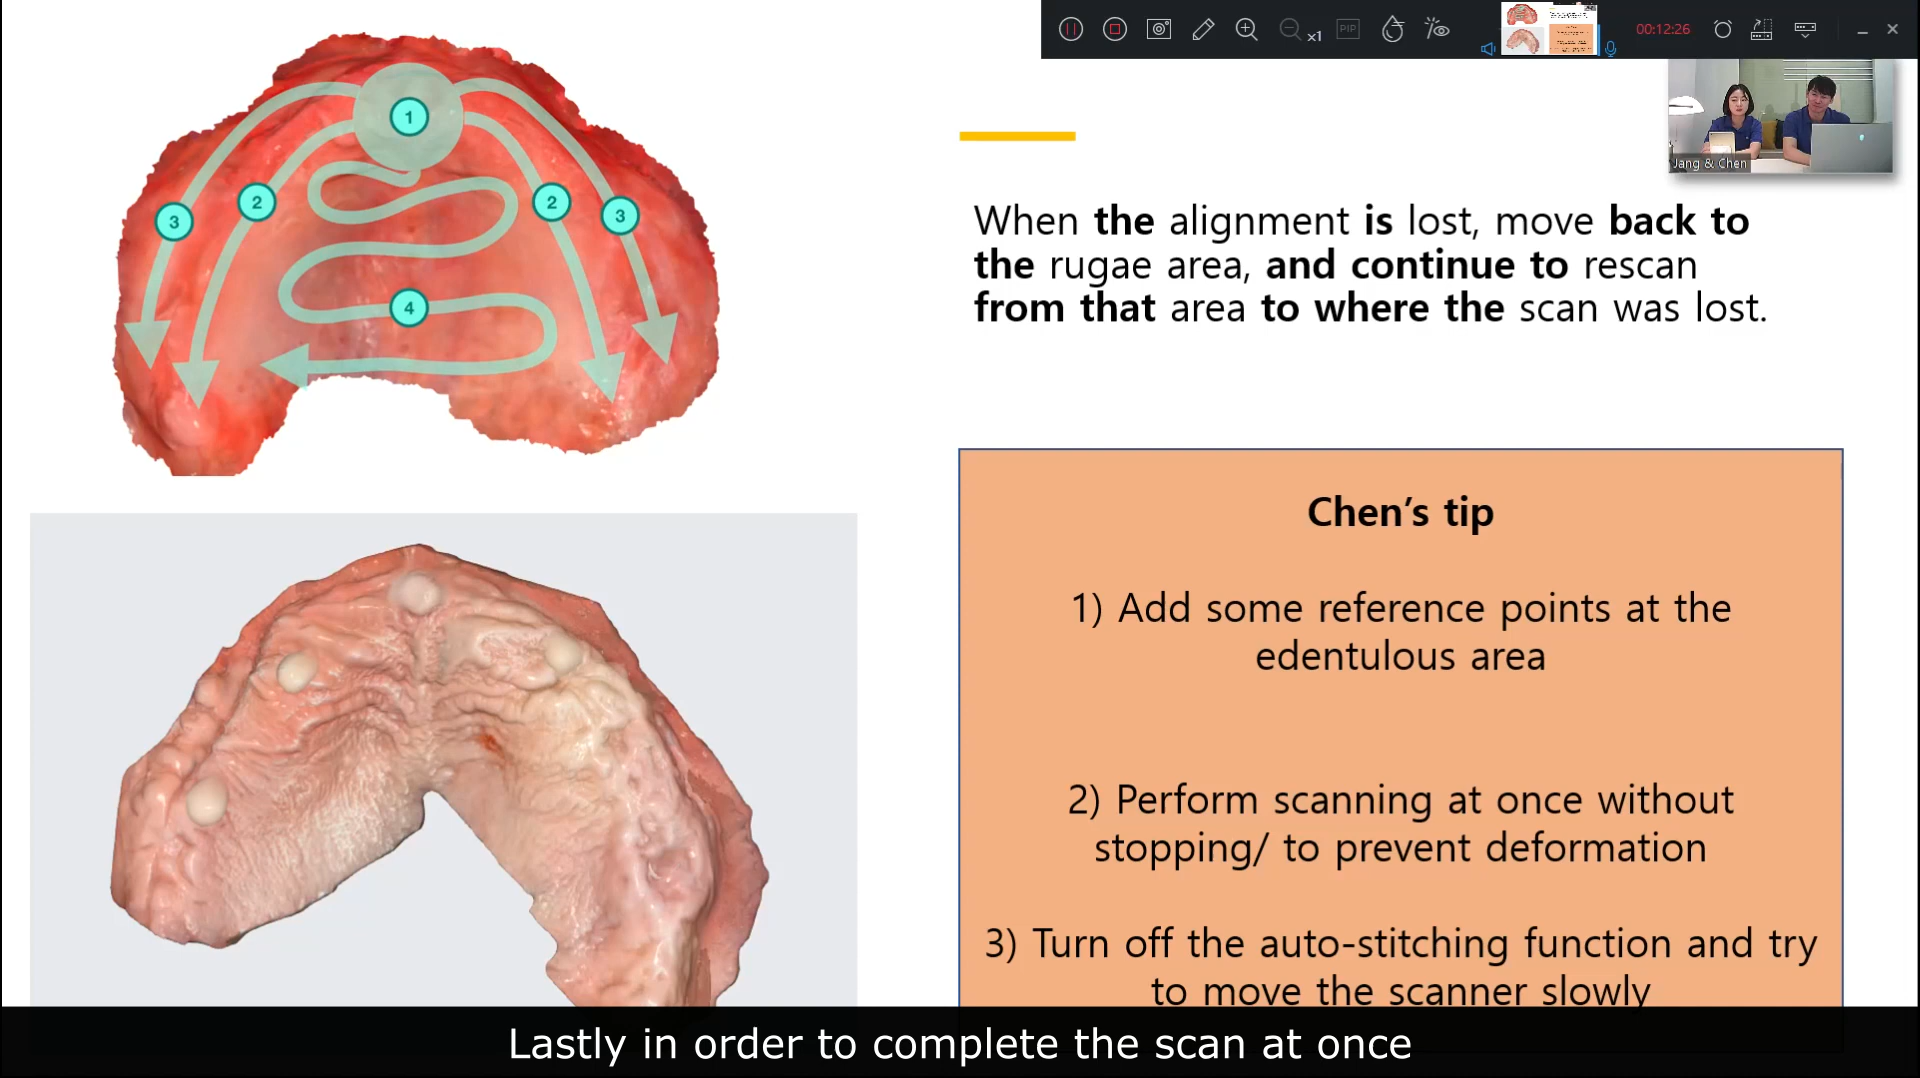 x1
PIP
00:12:26
Jang & Chen
1
2
2
3
3
4
When the alignment is lost, move back to
the rugae area, and continue to rescan
from that area to where the scan was lost.
Chen’s tip
1) Add some reference points at the
edentulous area
2) Perform scanning at once without
stopping/ to prevent deformation
3) Turn off the auto-stitching function and try
to move the scanner slowly
Lastly in order to complete the scan at once